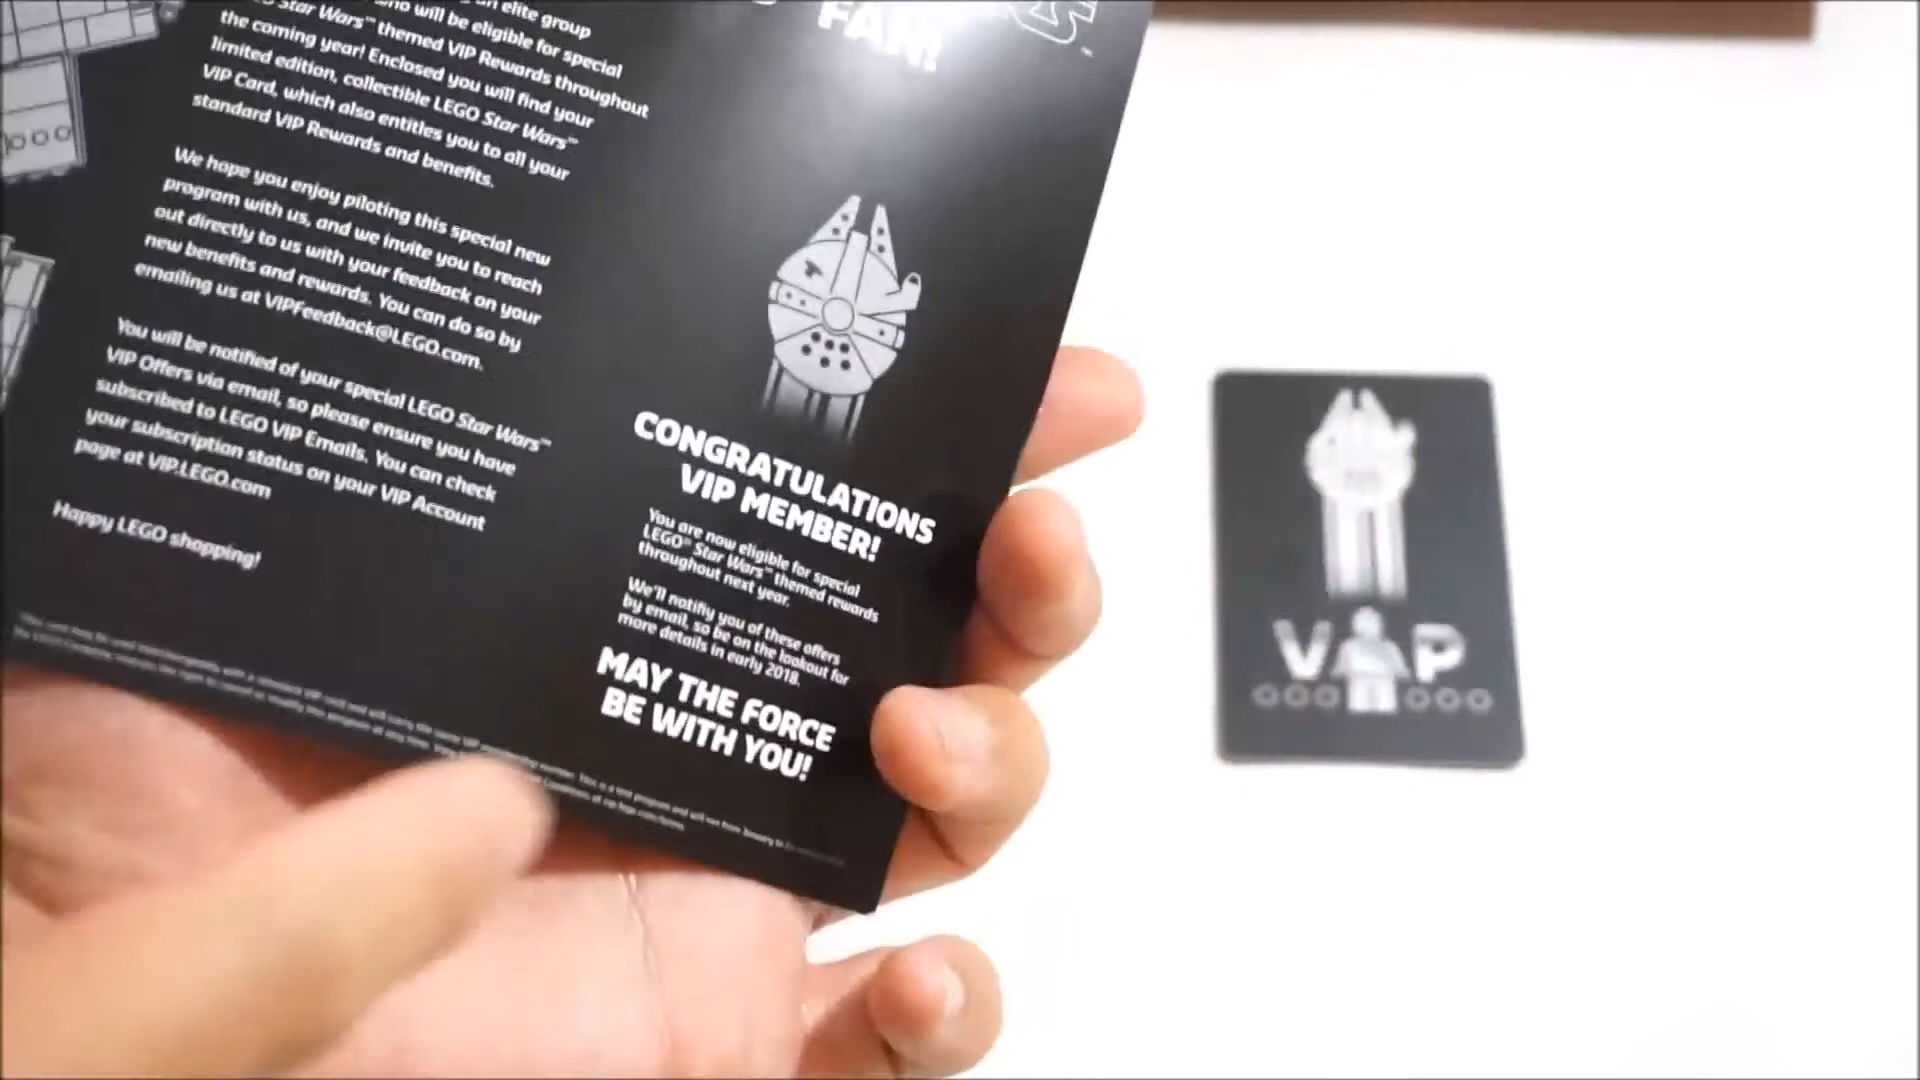 an elite group
who will be eligible for special
Star Wars™ themed VIP Rewards throughout
the coming year! Enclosed you will find your
limited edition, collectible LEGO Star Wars™
VIP Card, which also entitles you to all your
standard VIP Rewards and benefits.
We hope you enjoy piloting this special new
program with us, and we invite you to reach
out directly to us with your feedback on your
new benefits and rewards. You can do so by
emailing us at VIPFeedback@LEGO.com.
You will be notified of your special LEGO Star Wars™
VIP Offers via email, so please ensure you have
subscribed to LEGO VIP Emails. You can check
your subscription status on your VIP Account
page at VIP.LEGO.com
Happy LEGO shopping!
FAN!
CONGRATULATIONS
VIP MEMBER!
You are now eligible for special
LEGO® Star Wars™ themed rewards
throughout next year.
We'll notifiy you of these offers
by email, so be on the lookout for
more details in early 2018.
MAY THE FORCE
BE WITH YOU!
VIP